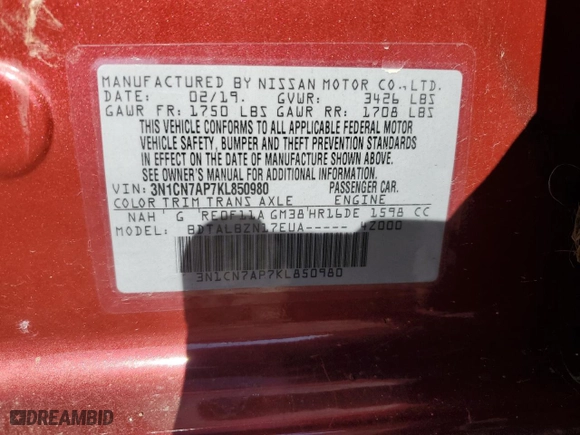 MANUFACTURED BY NISSAN MOTOR CO., LTD.
DATE: 02/19. GVWR: 3426 LBS
GAWR FR: 1750 LBS GAWR RR: 1708 LBS
THIS VEHICLE CONFORMS TO ALL APPLICABLE FEDERAL MOTOR
VEHICLE SAFETY, BUMPER AND THEFT PREVENTION STANDARDS
IN EFFECT ON THE DATE OF MANUFACTURE SHOWN ABOVE.
SEE OWNER'S MANUAL FOR ADDITIONAL INFORMATION.
VIN: 3N1CN7AP7KL850980 PASSENGER CAR.
COLOR TRIM TRANS AXLE ENGINE
NAH G RE0F11A GM38 HR16DE 1598 CC
MODEL: BDTALBZN17EUA----- 4Z000
3N1CN7AP7KL850980
DREAMBID